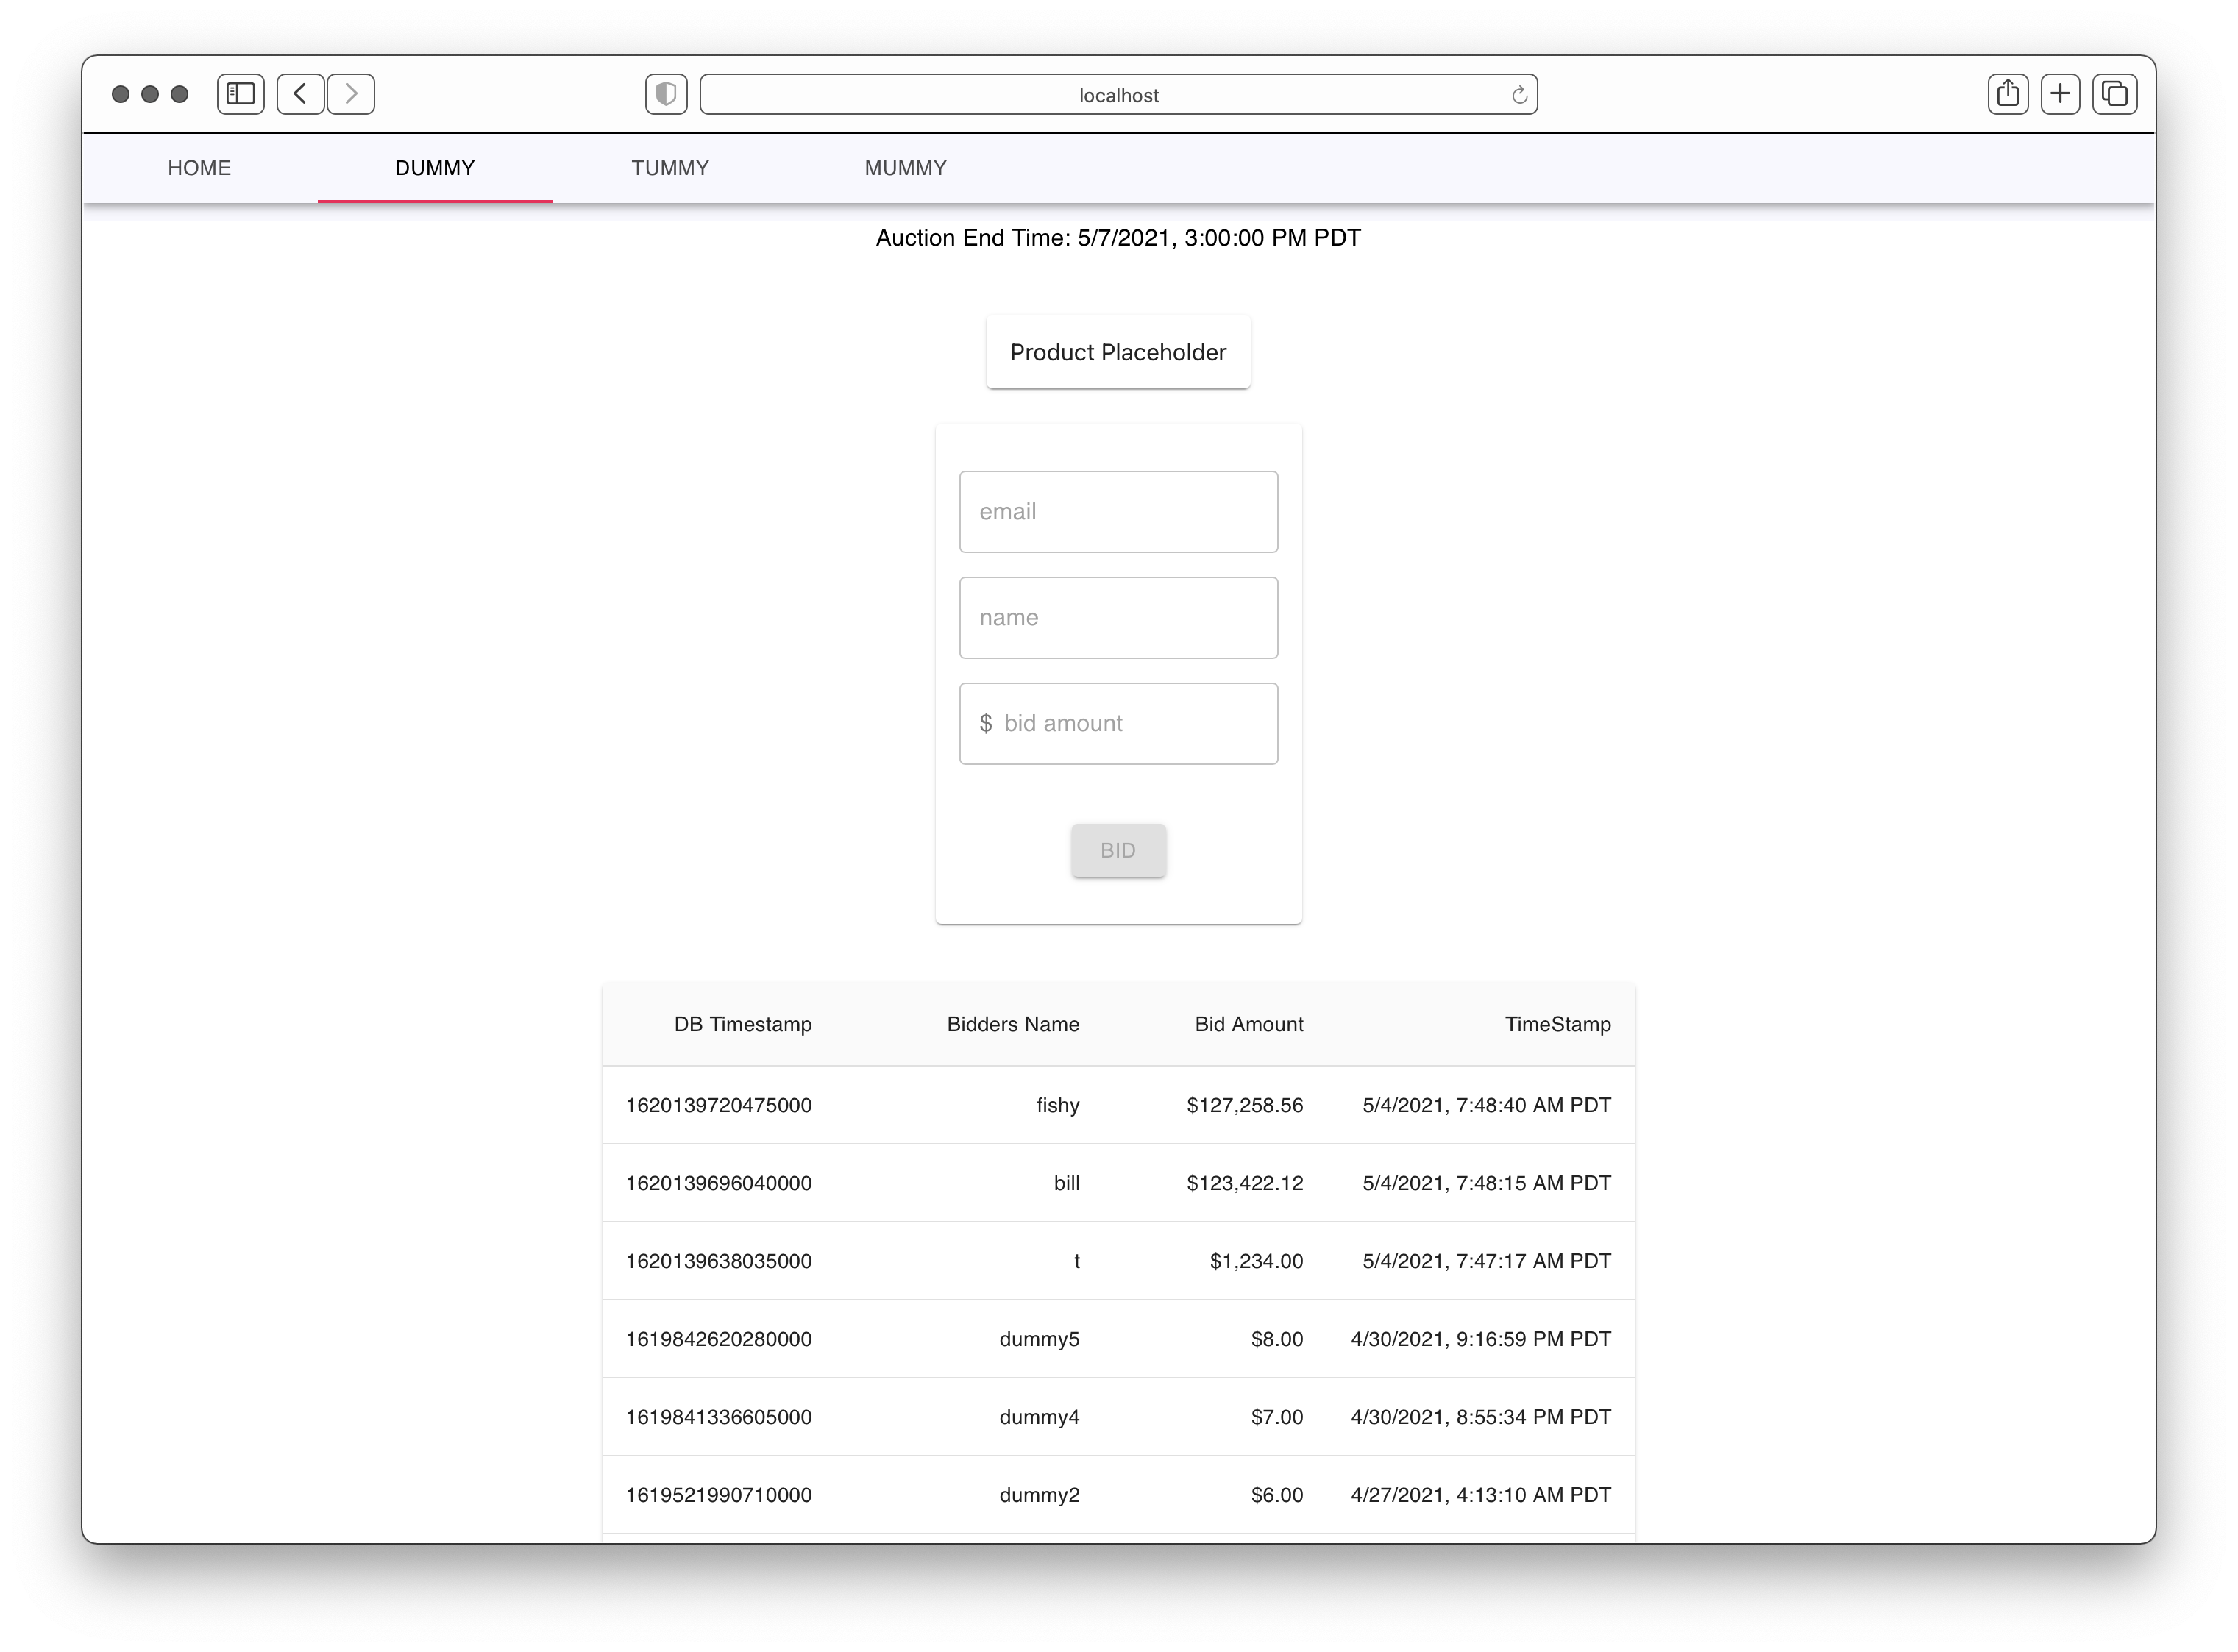 localhost
HOME DUMMY TUMMY MUMMY
Auction End Time: 5/7/2021, 3:00:00 PM PDT
Product Placeholder
email
name
$ bid amount
BID
DB Timestamp Bidders Name Bid Amount TimeStamp
1620139720475000 fishy $127,258.56 5/4/2021, 7:48:40 AM PDT
1620139696040000 bill $123,422.12 5/4/2021, 7:48:15 AM PDT
1620139638035000 t $1,234.00 5/4/2021, 7:47:17 AM PDT
1619842620280000 dummy5 $8.00 4/30/2021, 9:16:59 PM PDT
1619841336605000 dummy4 $7.00 4/30/2021, 8:55:34 PM PDT
1619521990710000 dummy2 $6.00 4/27/2021, 4:13:10 AM PDT